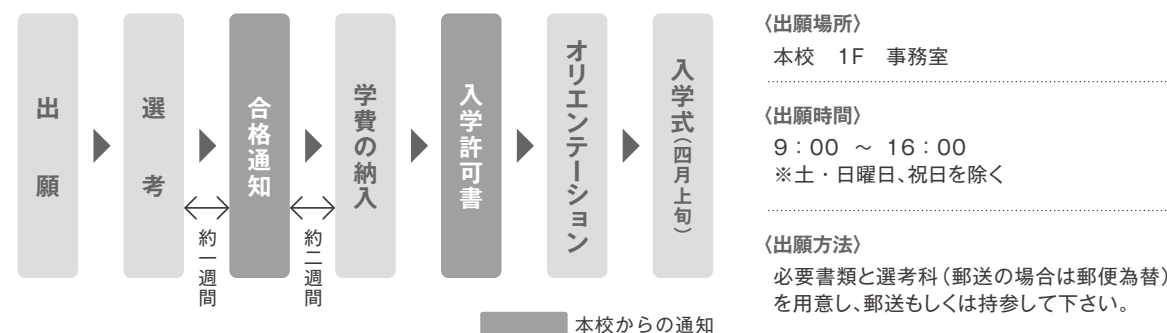 出願
選考
合格通知
学費の納入
入学許可書
オリエンテーション
入学式(四月上旬)
約一週間
約二週間
本校からの通知
〈出願場所〉
本校 1F 事務室
〈出願時間〉
9:00 ~ 16:00
※土・日曜日、祝日を除く
〈出願方法〉
必要書類と選考科(郵送の場合は郵便為替)
を用意し、郵送もしくは持参して下さい。